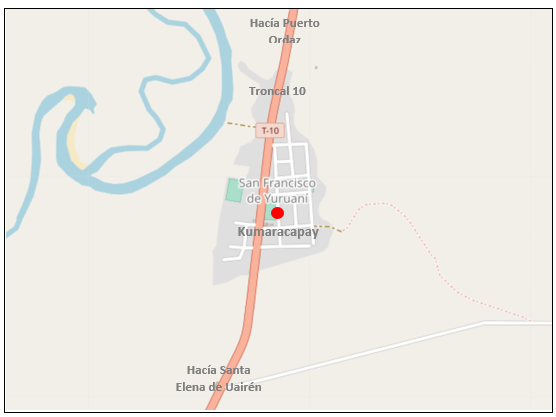 Hacía Puerto
Ordaz
Troncal 10
T-10
San Francisco
de Yuruaní
Kumaracapay
Hacía Santa
Elena de Uairén